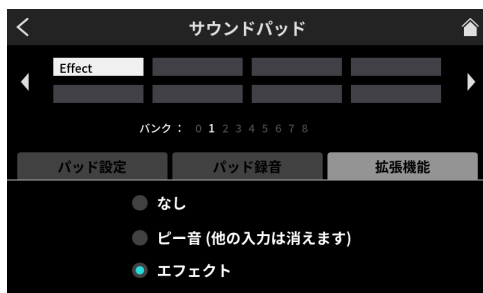 サウンドパッド
Effect
バンク： 0 1 2 3 4 5 6 7 8
パッド設定 パッド録音 拡張機能
なし
ピー音 (他の入力は消えます)
エフェクト